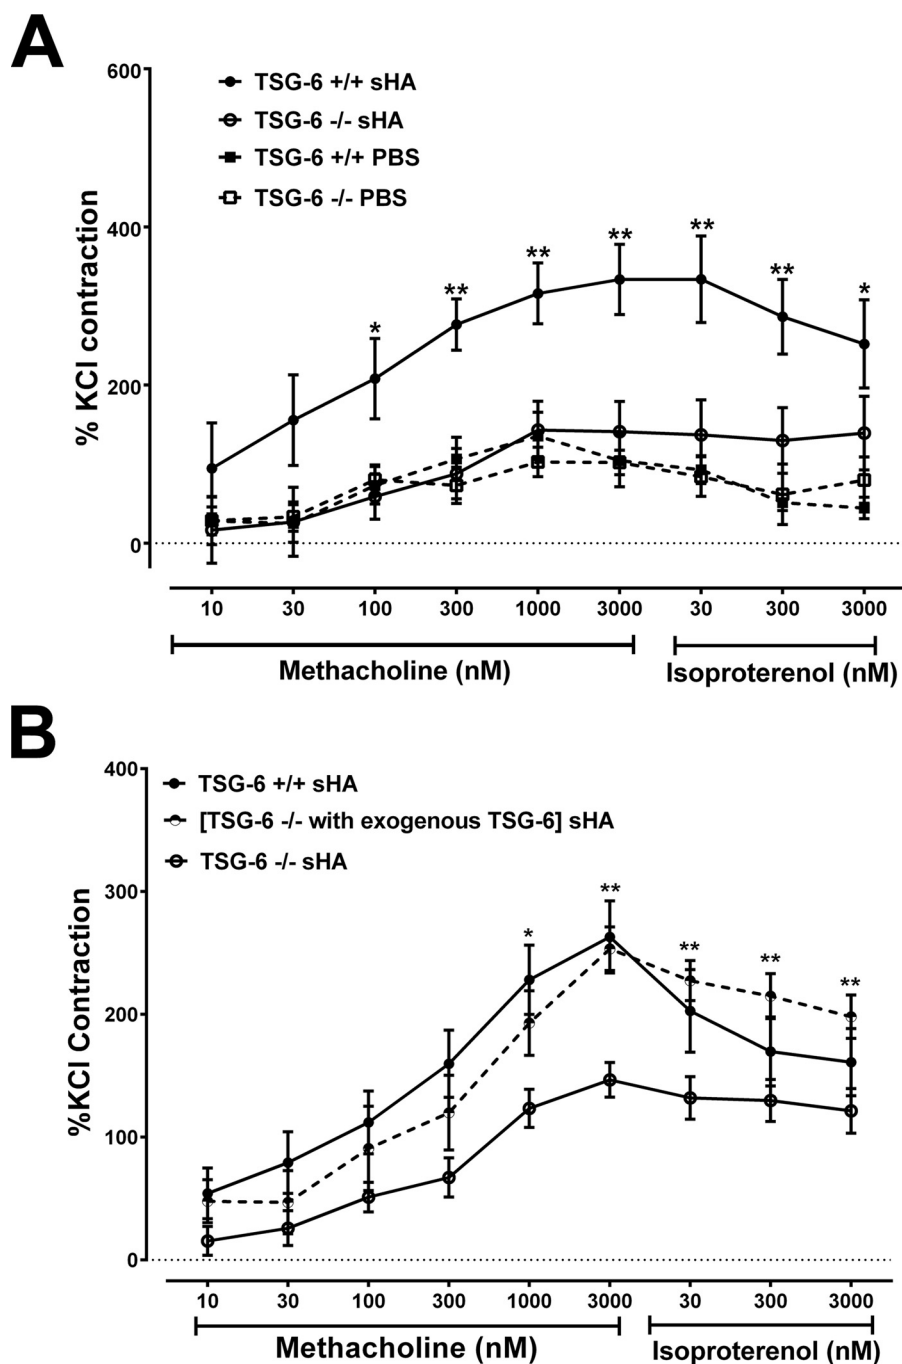 A
600
400
200
0
% KCl contraction
TSG-6 +/+ sHA
TSG-6 -/- sHA
TSG-6 +/+ PBS
TSG-6 -/- PBS
* ** ** ** ** ** *
10 30 100 300 1000 3000 30 300 3000
Methacholine (nM) Isoproterenol (nM)
B
400
300
200
100
0
%KCl Contraction
TSG-6 +/+ sHA
[TSG-6 -/- with exogenous TSG-6] sHA
TSG-6 -/- sHA
* ** ** ** **
10 30 100 300 1000 3000 30 300 3000
Methacholine (nM) Isoproterenol (nM)